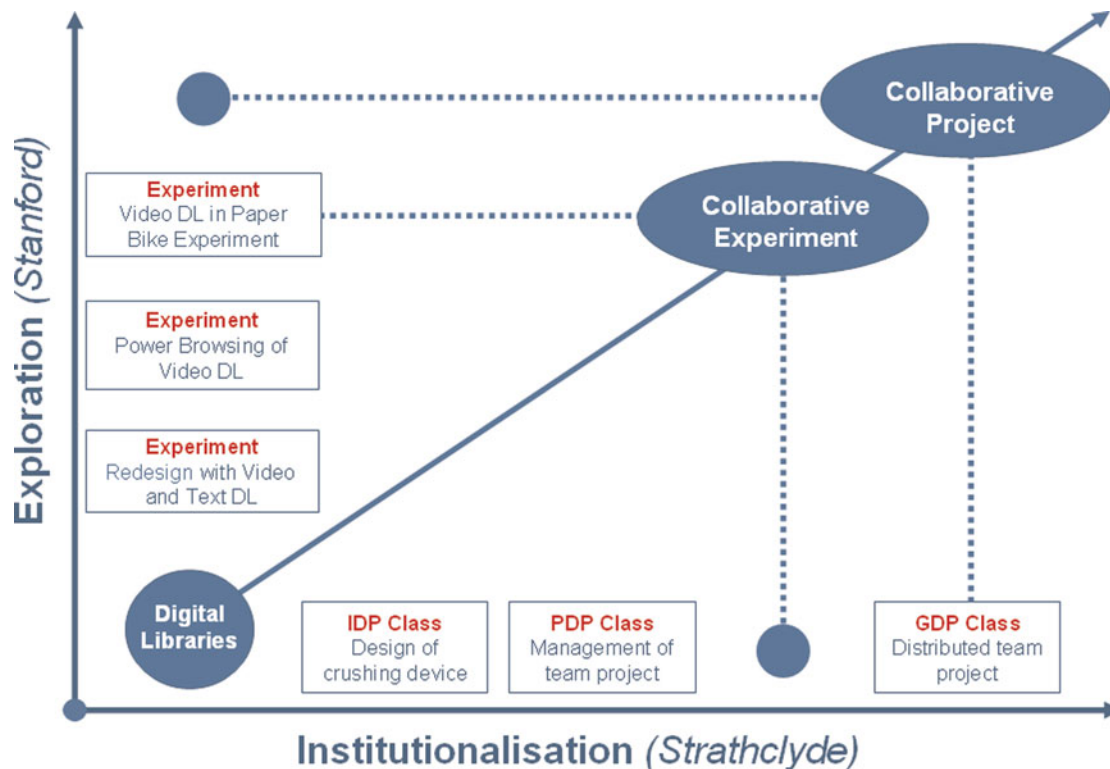 Collaborative
Project
Experiment
Video DL in Paper
Bike Experiment
Collaborative
Experiment
Experiment
Power Browsing of
Video DL
Experiment
Redesign with Video
and Text DL
Exploration (Stanford)
Digital
Libraries
IDP Class
Design of
crushing device
PDP Class
Management of
team project
GDP Class
Distributed team
project
Institutionalisation (Strathclyde)